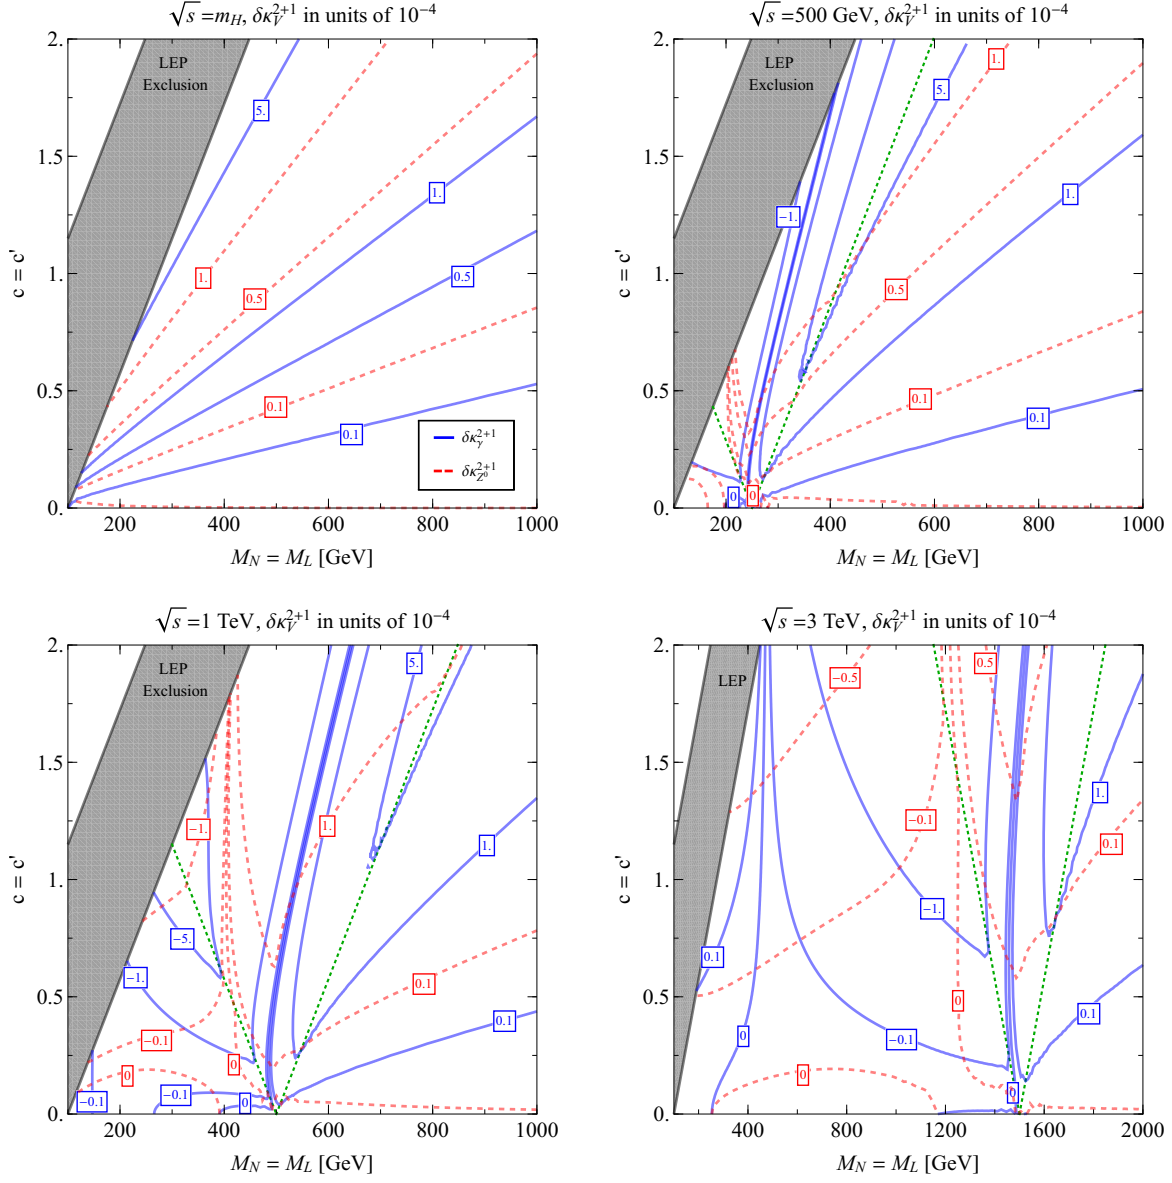 √s =m_H, δκ_V^{2+1} in units of 10^{-4}
2.
1.5
1.
0.5
0.
c = c'
LEP
Exclusion
5.
1.
1.
0.5
0.5
0.1
0.1
δκ_γ^{2+1}
δκ_{Z^0}^{2+1}
200 400 600 800 1000
M_N = M_L [GeV]
√s =500 GeV, δκ_V^{2+1} in units of 10^{-4}
2.
1.5
1.
0.5
0.
c = c'
LEP
Exclusion
1.
5.
−1.
1.
0.5
0.1
0.1
0
0
200 400 600 800 1000
M_N = M_L [GeV]
√s =1 TeV, δκ_V^{2+1} in units of 10^{-4}
2.
1.5
1.
0.5
0.
c = c'
LEP
Exclusion
5.
−1.
1.
1.
−5.
−1.
0.1
0.1
−0.1
0
0
−0.1
−0.1
0
200 400 600 800 1000
M_N = M_L [GeV]
√s =3 TeV, δκ_V^{2+1} in units of 10^{-4}
2.
1.5
1.
0.5
0.
c = c'
LEP
−0.5
0.5
1.
−0.1
0.1
−1.
0.1
0
0.1
0
−0.1
0
0
400 800 1200 1600 2000
M_N = M_L [GeV]